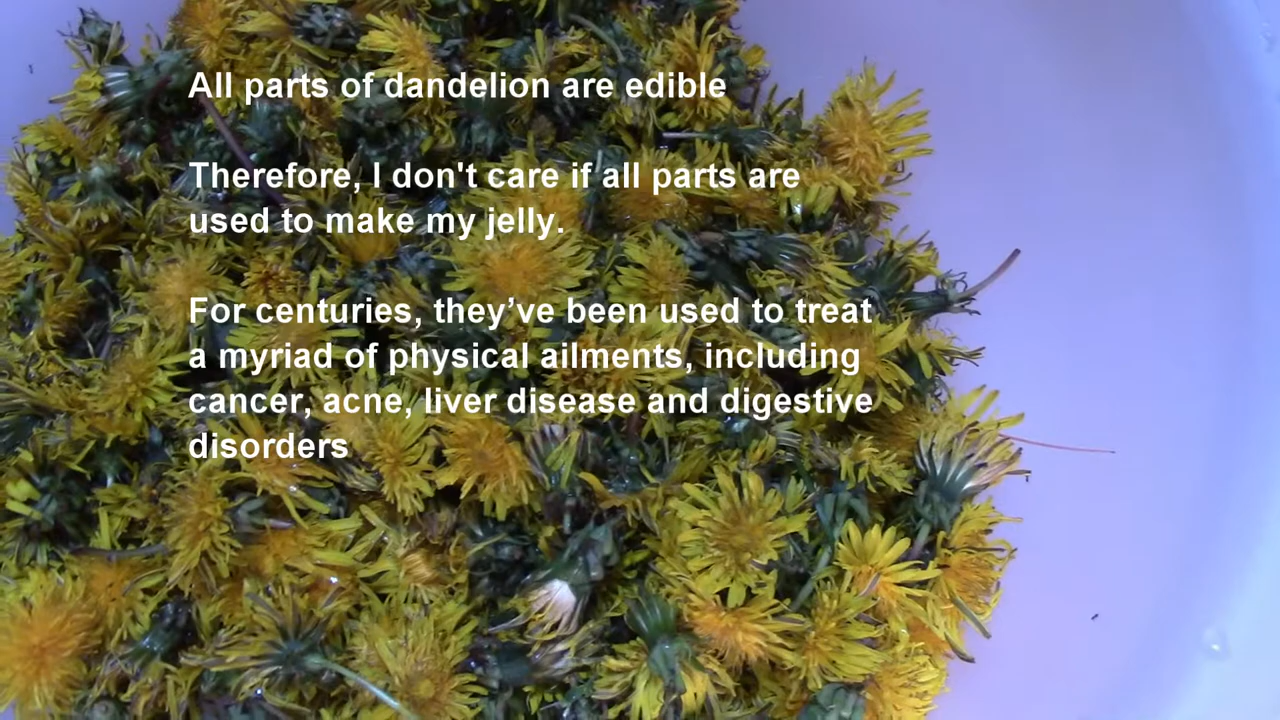 All parts of dandelion are edible
Therefore, I don't care if all parts are
used to make my jelly.
For centuries, they’ve been used to treat
a myriad of physical ailments, including
cancer, acne, liver disease and digestive
disorders